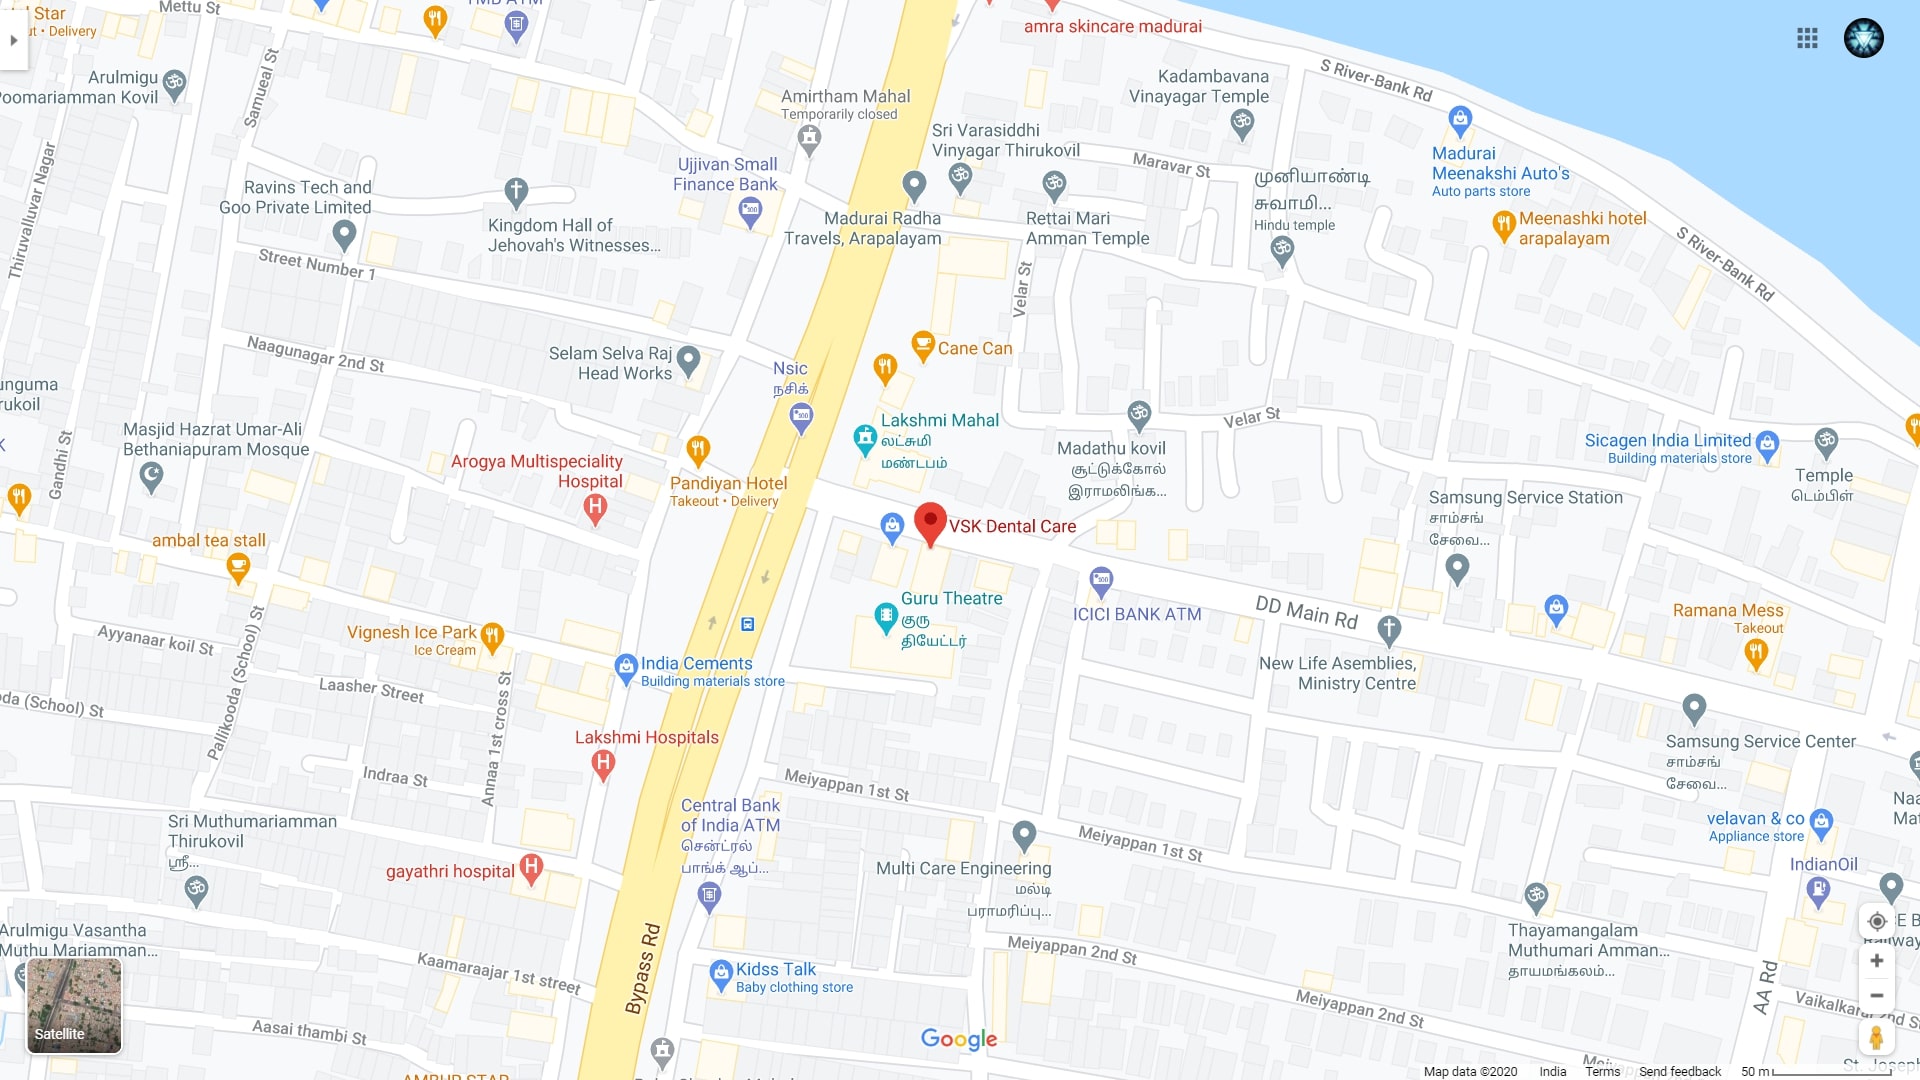 Star
ut • Delivery
Mettu St
TMB ATM
amra skincare madurai
S River-Bank Rd
Arulmigu
Poomariamman Kovil
Samueal St
Amirtham Mahal
Temporarily closed
Kadambavana
Vinayagar Temple
Sri Varasiddhi
Vinyagar Thirukovil
Maravar St
Madurai
Meenakshi Auto's
Auto parts store
Thiruvalluvar Nagar
Ravins Tech and
Goo Private Limited
Ujjivan Small
Finance Bank
முனியாண்டி
சுவாமி...
Hindu temple
Kingdom Hall of
Jehovah's Witnesses...
Madurai Radha
Travels, Arapalayam
Rettai Mari
Amman Temple
Meenashki hotel
arapalayam
S River-Bank Rd
Street Number 1
Velar St
Naagunagar 2nd St
Selam Selva Raj
Head Works
Cane Can
Nsic
நசிக்
unguma
rukoil
Masjid Hazrat Umar-Ali
Bethaniapuram Mosque
Gandhi St
Lakshmi Mahal
லட்சுமி
மண்டபம்
Velar St
Madathu kovil
சூட்டுக்கோல்
இராமலிங்க...
Sicagen India Limited
Building materials store
Temple
டெம்பிள்
Arogya Multispeciality
Hospital
Pandiyan Hotel
Takeout • Delivery
Samsung Service Station
சாம்சங்
சேவை...
VSK Dental Care
ambal tea stall
Guru Theatre
குரு
தியேட்டர்
ICICI BANK ATM
DD Main Rd
Ramana Mess
Takeout
Ayyanaar koil St
Vignesh Ice Park
Ice Cream
India Cements
Building materials store
New Life Asemblies,
Ministry Centre
Laasher Street
oda (School) St
Pallikooda (School) St
Annaa 1st cross St
Lakshmi Hospitals
Samsung Service Center
சாம்சங்
சேவை...
Indraa St
Meiyappan 1st St
Central Bank
of India ATM
சென்ட்ரல்
பாங்க் ஆப்...
Sri Muthumariamman
Thirukovil
ஸ்ரீ...
Meiyappan 1st St
velavan & co
Appliance store
Naa
Mat
gayathri hospital
Multi Care Engineering
மல்டி
பராமரிப்பு...
IndianOil
Arulmigu Vasantha
Muthu Mariamman...
Thayamangalam
Muthumari Amman...
தாயமங்கலம்...
Meiyappan 2nd St
Kaamaraajar 1st street
Bypass Rd
Kidss Talk
Baby clothing store
AA Rd
Meiyappan 2nd St
Vaikalkarai 2nd St
Aasai thambi St
Satellite
Google
St. Joseph
AMBUR STAR
Map data ©2020
India
Terms
Send feedback
50 m